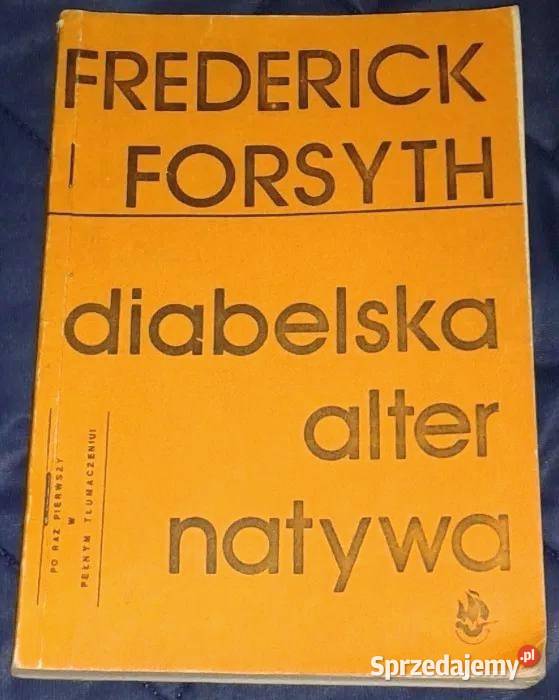 FREDERICK
FORSYTH
diabelska
alter
natywa
PO RAZ PIERWSZY
W
PEŁNYM TŁUMACZENIU!
Sprzedajemy.pl